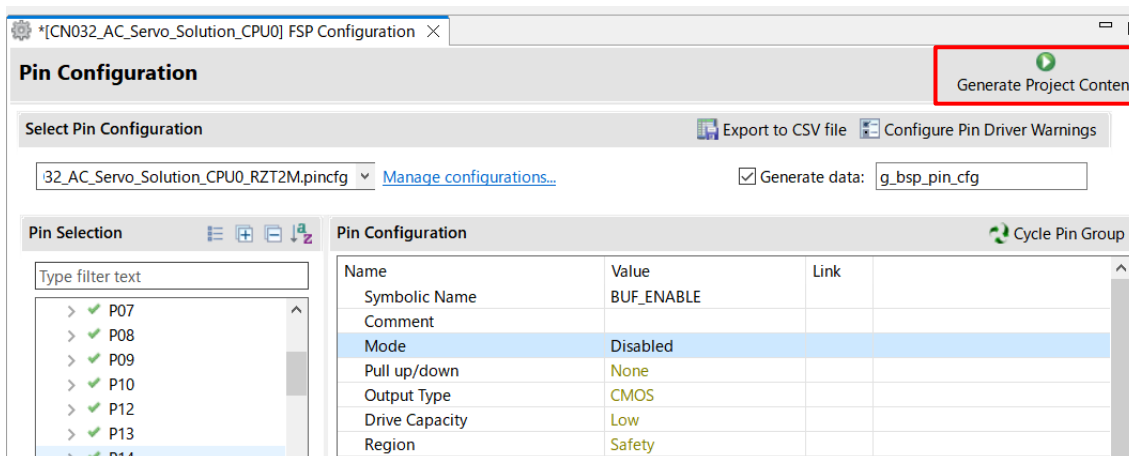 *[CN032_AC_Servo_Solution_CPU0] FSP Configuration
Pin Configuration
Generate Project Conten
Select Pin Configuration
Export to CSV file
Configure Pin Driver Warnings
32_AC_Servo_Solution_CPU0_RZT2M.pincfg
Manage configurations...
Generate data:
g_bsp_pin_cfg
Pin Selection
Type filter text
P07
P08
P09
P10
P12
P13
P14
Pin Configuration
Cycle Pin Group
Name Value Link
Symbolic Name BUF_ENABLE
Comment
Mode Disabled
Pull up/down None
Output Type CMOS
Drive Capacity Low
Region Safety